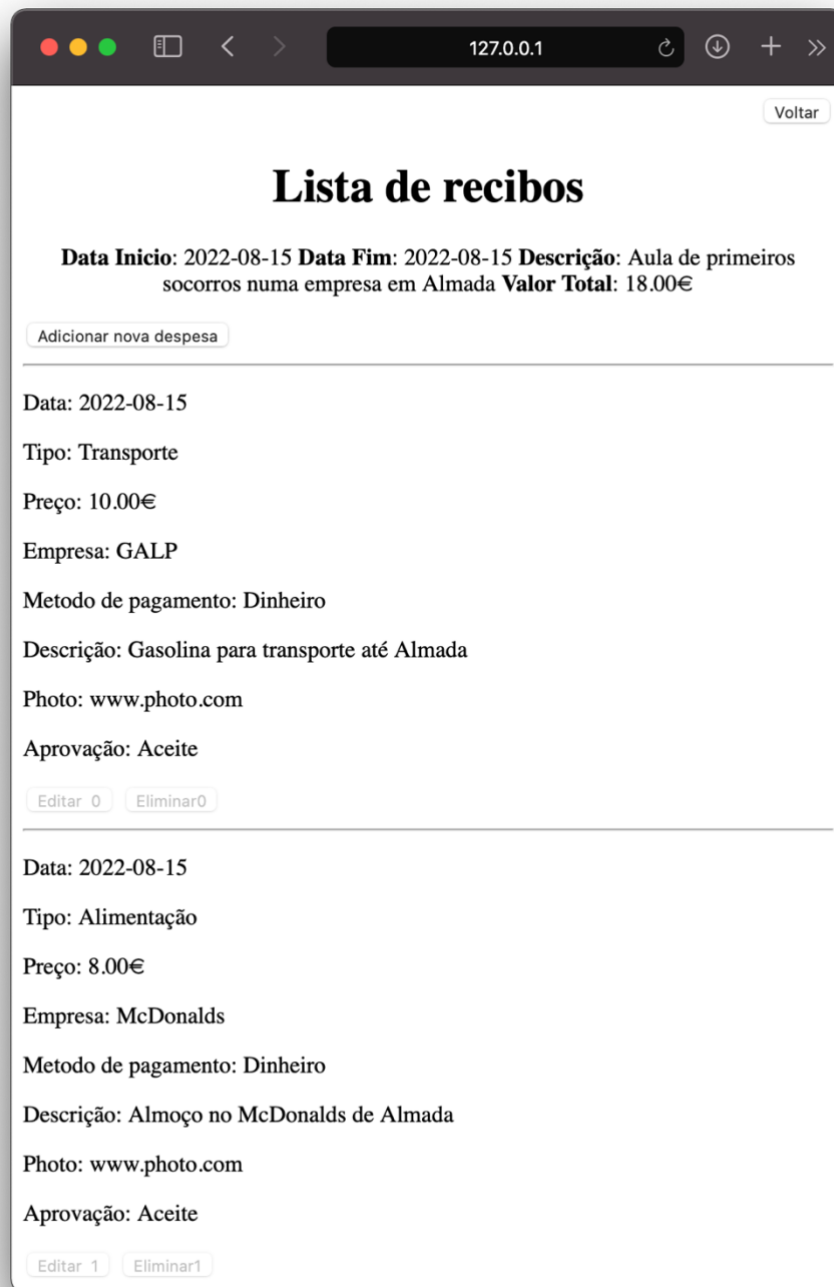 127.0.0.1
Voltar
Lista de recibos
Data Inicio: 2022-08-15 Data Fim: 2022-08-15 Descrição: Aula de primeiros
socorros numa empresa em Almada Valor Total: 18.00€
Adicionar nova despesa
Data: 2022-08-15
Tipo: Transporte
Preço: 10.00€
Empresa: GALP
Metodo de pagamento: Dinheiro
Descrição: Gasolina para transporte até Almada
Photo: www.photo.com
Aprovação: Aceite
Editar 0 Eliminar0
Data: 2022-08-15
Tipo: Alimentação
Preço: 8.00€
Empresa: McDonalds
Metodo de pagamento: Dinheiro
Descrição: Almoço no McDonalds de Almada
Photo: www.photo.com
Aprovação: Aceite
Editar 1 Eliminar1